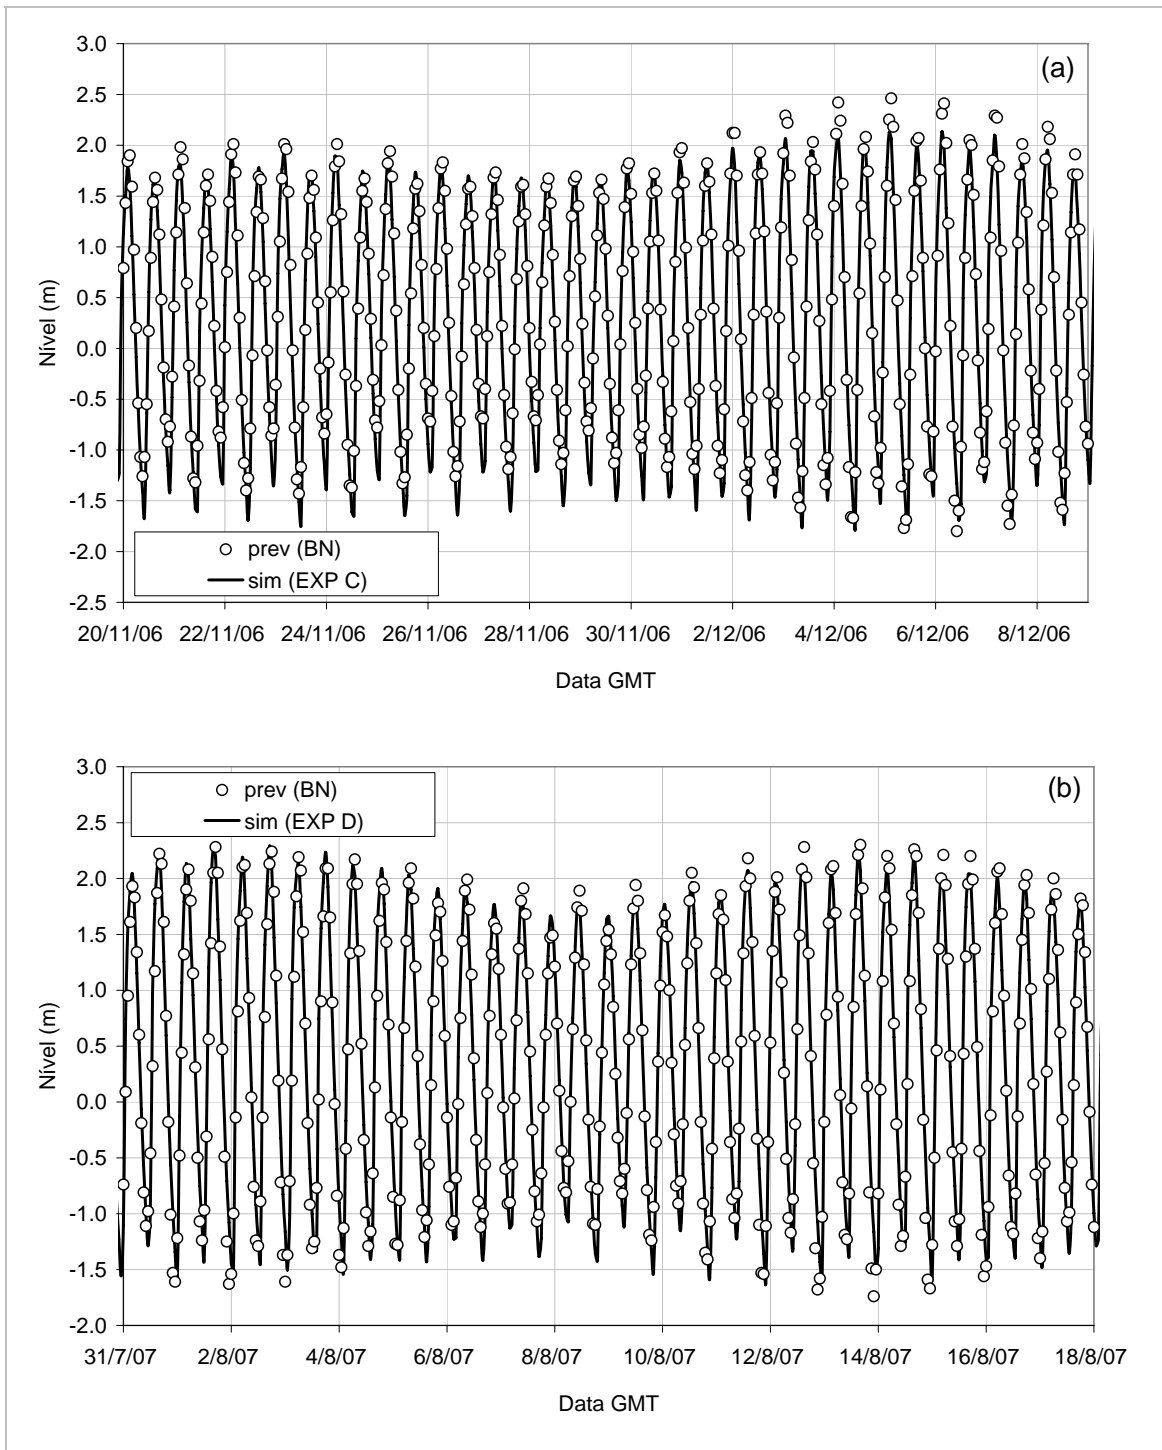 (a)
3.0
2.5
2.0
1.5
1.0
0.5
0.0
-0.5
-1.0
-1.5
-2.0
-2.5
Nível (m)
prev (BN)
sim (EXP C)
20/11/06 22/11/06 24/11/06 26/11/06 28/11/06 30/11/06 2/12/06 4/12/06 6/12/06 8/12/06
Data GMT
(b)
3.0
2.5
2.0
1.5
1.0
0.5
0.0
-0.5
-1.0
-1.5
-2.0
Nível (m)
prev (BN)
sim (EXP D)
31/7/07 2/8/07 4/8/07 6/8/07 8/8/07 10/8/07 12/8/07 14/8/07 16/8/07 18/8/07
Data GMT